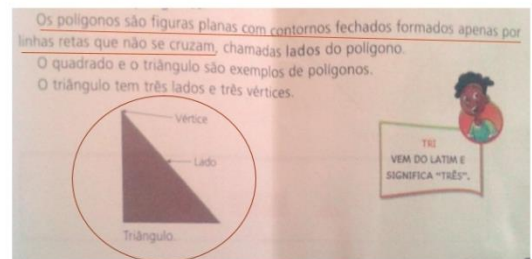 Os polígonos são figuras planas com contornos fechados formados apenas por
linhas retas que não se cruzam, chamadas lados do polígono.
O quadrado e o triângulo são exemplos de polígonos.
O triângulo tem três lados e três vértices.
Vértice
Lado
Triângulo.
TRI
VEM DO LATIM E
SIGNIFICA "TRÊS".